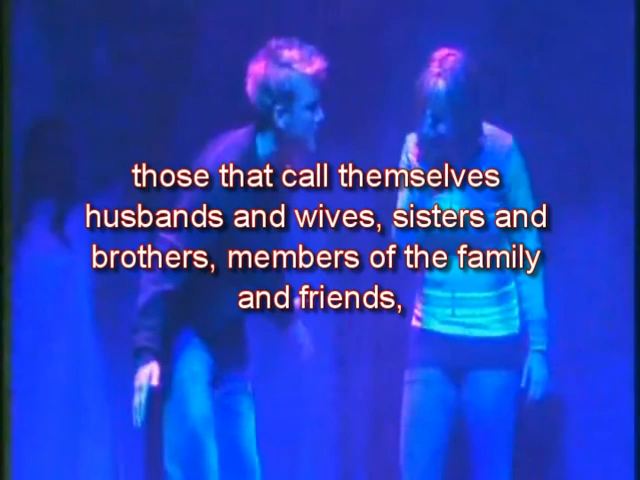 those that call themselves
husbands and wives, sisters and
brothers, members of the family
and friends,